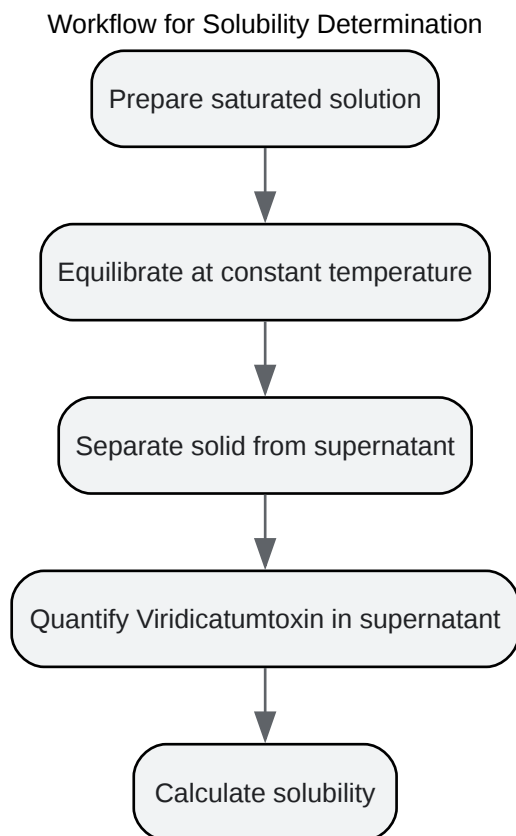 Workflow for Solubility Determination
Prepare saturated solution
Equilibrate at constant temperature
Separate solid from supernatant
Quantify Viridicatumtoxin in supernatant
Calculate solubility